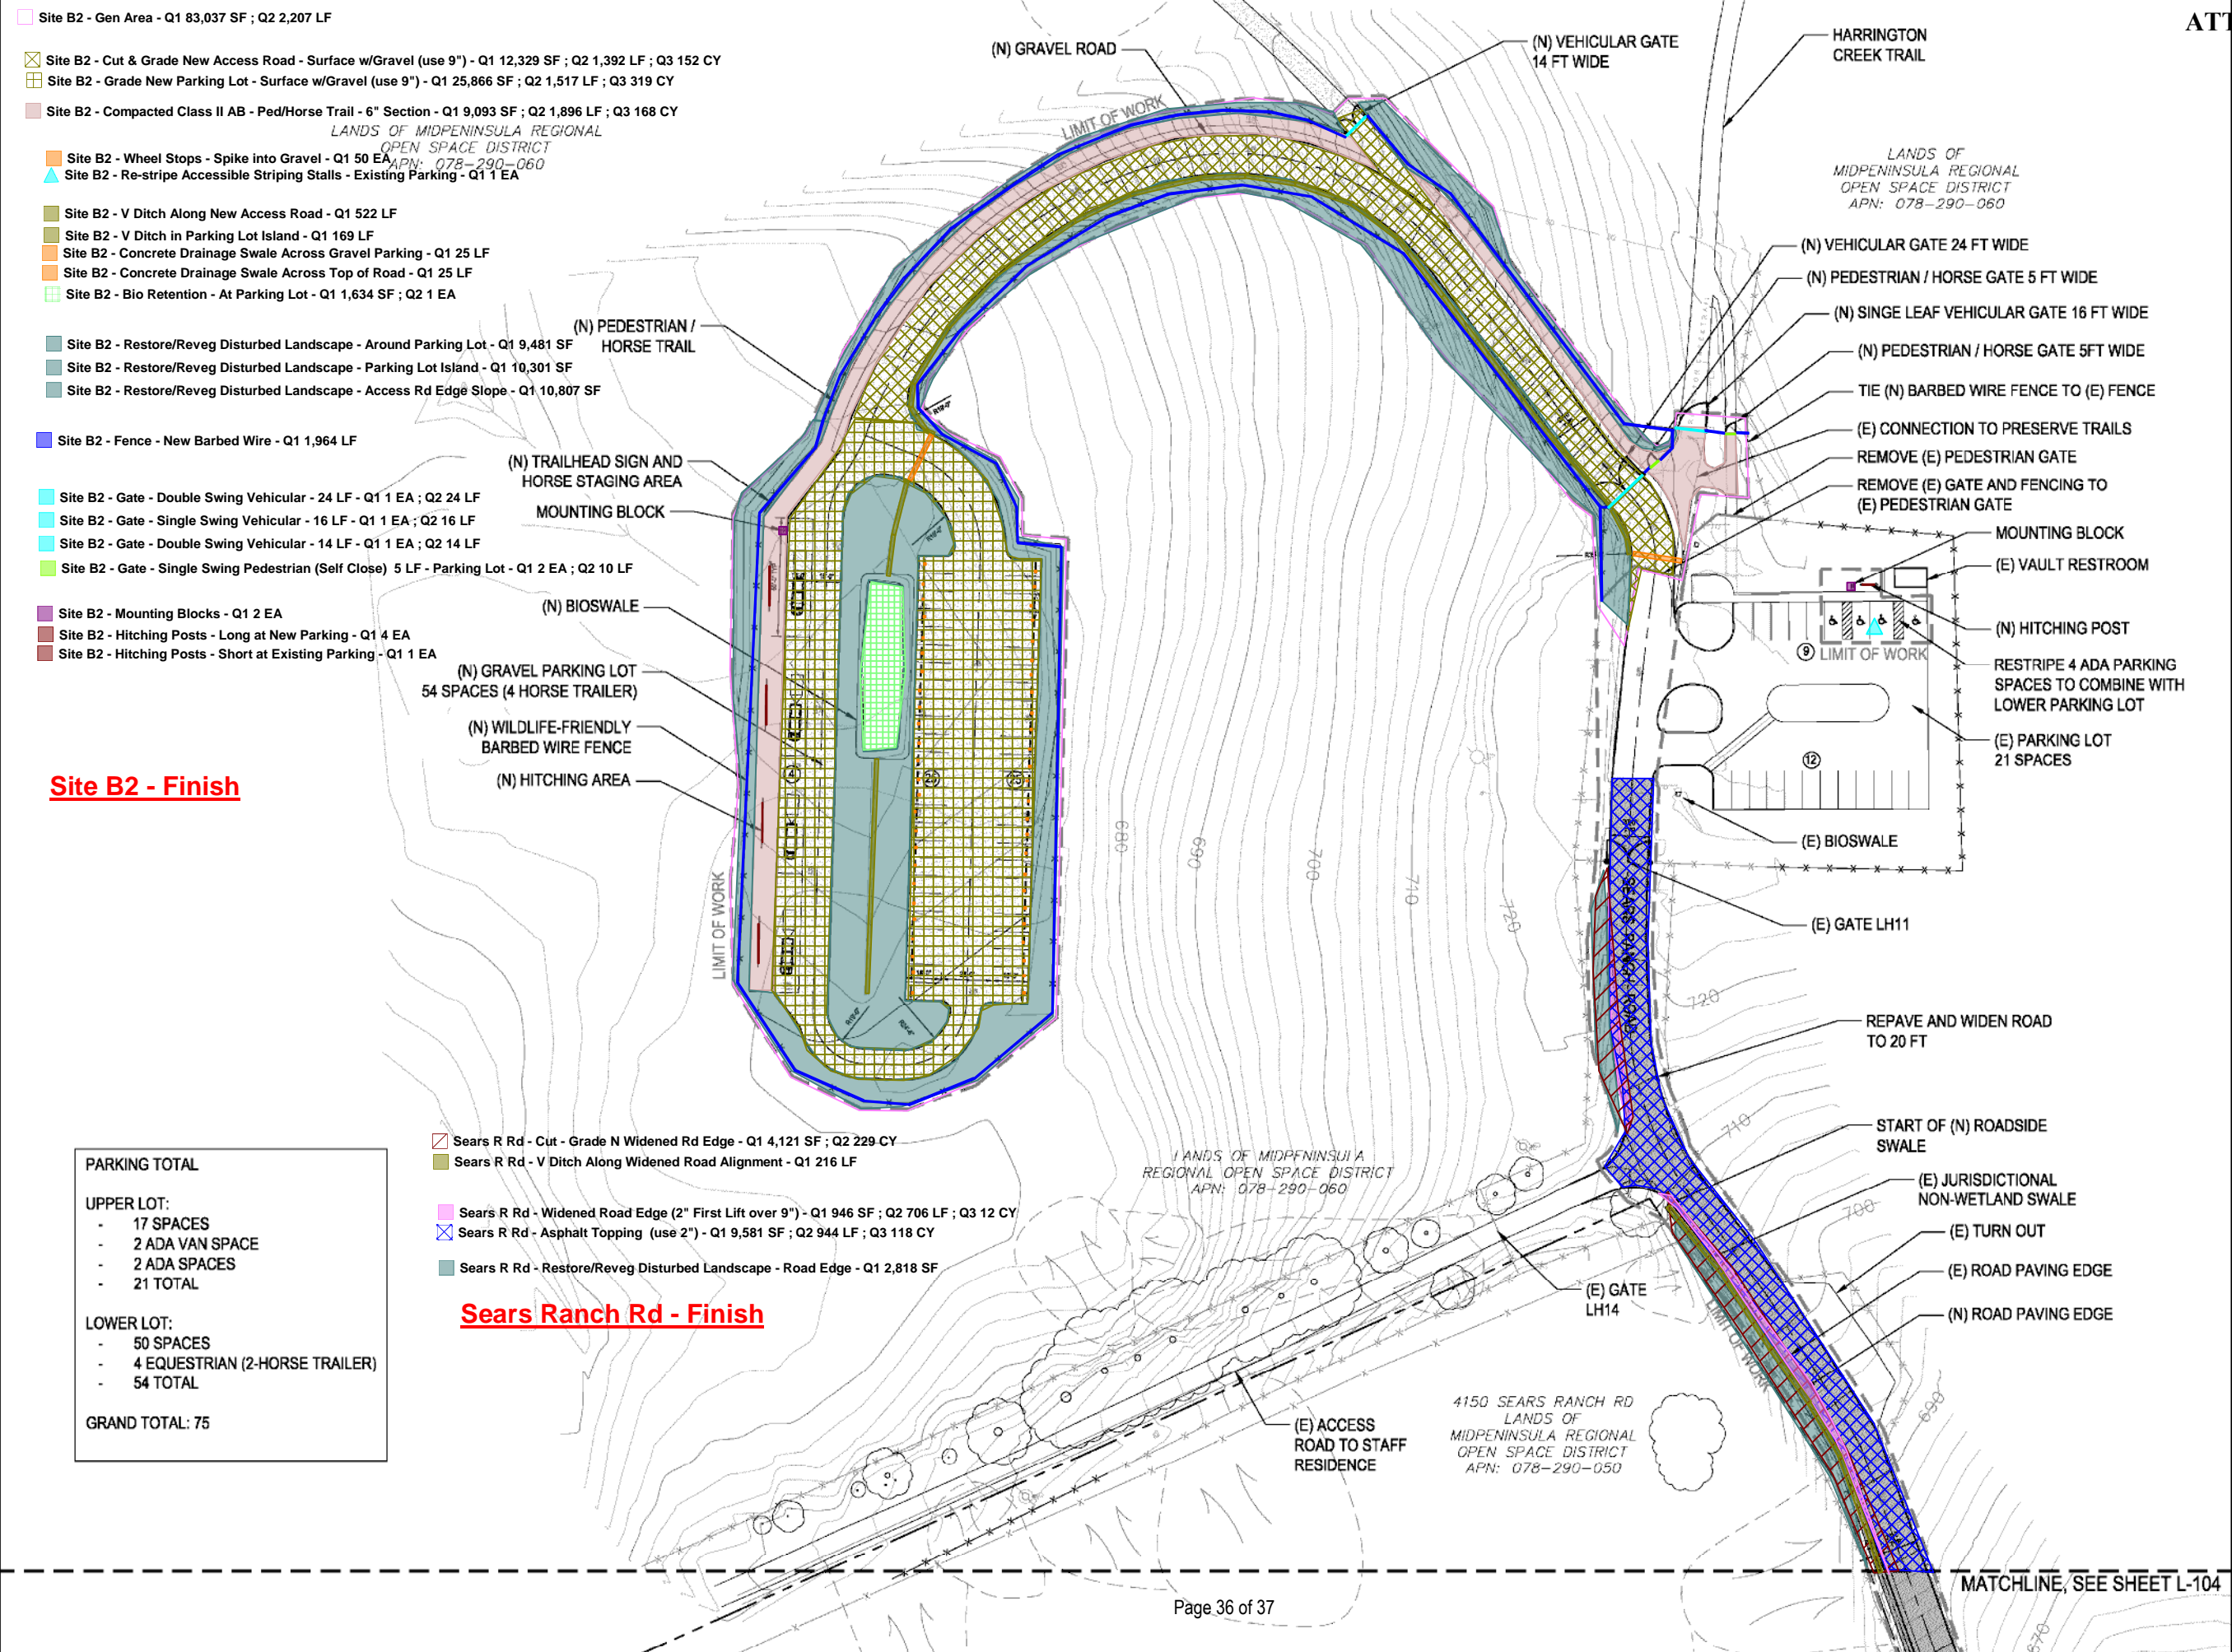 ATT
Site B2 - Gen Area - Q1 83,037 SF ; Q2 2,207 LF
Site B2 - Cut & Grade New Access Road - Surface w/Gravel (use 9") - Q1 12,329 SF ; Q2 1,392 LF ; Q3 152 CY
Site B2 - Grade New Parking Lot - Surface w/Gravel (use 9") - Q1 25,866 SF ; Q2 1,517 LF ; Q3 319 CY
Site B2 - Compacted Class II AB - Ped/Horse Trail - 6" Section - Q1 9,093 SF ; Q2 1,896 LF ; Q3 168 CY
LANDS OF MIDPENINSULA REGIONAL
OPEN SPACE DISTRICT
APN: 078-290-060
Site B2 - Wheel Stops - Spike into Gravel - Q1 50 EA
Site B2 - Re-stripe Accessible Striping Stalls - Existing Parking - Q1 1 EA
Site B2 - V Ditch Along New Access Road - Q1 522 LF
Site B2 - V Ditch in Parking Lot Island - Q1 169 LF
Site B2 - Concrete Drainage Swale Across Gravel Parking - Q1 25 LF
Site B2 - Concrete Drainage Swale Across Top of Road - Q1 25 LF
Site B2 - Bio Retention - At Parking Lot - Q1 1,634 SF ; Q2 1 EA
Site B2 - Restore/Reveg Disturbed Landscape - Around Parking Lot - Q1 9,481 SF
Site B2 - Restore/Reveg Disturbed Landscape - Parking Lot Island - Q1 10,301 SF
Site B2 - Restore/Reveg Disturbed Landscape - Access Rd Edge Slope - Q1 10,807 SF
Site B2 - Fence - New Barbed Wire - Q1 1,964 LF
Site B2 - Gate - Double Swing Vehicular - 24 LF - Q1 1 EA ; Q2 24 LF
Site B2 - Gate - Single Swing Vehicular - 16 LF - Q1 1 EA ; Q2 16 LF
Site B2 - Gate - Double Swing Vehicular - 14 LF - Q1 1 EA ; Q2 14 LF
Site B2 - Gate - Single Swing Pedestrian (Self Close) 5 LF - Parking Lot - Q1 2 EA ; Q2 10 LF
Site B2 - Mounting Blocks - Q1 2 EA
Site B2 - Hitching Posts - Long at New Parking - Q1 4 EA
Site B2 - Hitching Posts - Short at Existing Parking - Q1 1 EA
Site B2 - Finish
(N) GRAVEL ROAD
(N) VEHICULAR GATE
14 FT WIDE
HARRINGTON
CREEK TRAIL
LIMIT OF WORK
LANDS OF
MIDPENINSULA REGIONAL
OPEN SPACE DISTRICT
APN: 078-290-060
(N) VEHICULAR GATE 24 FT WIDE
(N) PEDESTRIAN / HORSE GATE 5 FT WIDE
(N) SINGE LEAF VEHICULAR GATE 16 FT WIDE
(N) PEDESTRIAN / HORSE GATE 5FT WIDE
TIE (N) BARBED WIRE FENCE TO (E) FENCE
(E) CONNECTION TO PRESERVE TRAILS
REMOVE (E) PEDESTRIAN GATE
REMOVE (E) GATE AND FENCING TO
(E) PEDESTRIAN GATE
MOUNTING BLOCK
(E) VAULT RESTROOM
(N) HITCHING POST
9
LIMIT OF WORK
RESTRIPE 4 ADA PARKING
SPACES TO COMBINE WITH
LOWER PARKING LOT
(E) PARKING LOT
21 SPACES
12
(E) BIOSWALE
(E) GATE LH11
(N) PEDESTRIAN /
HORSE TRAIL
(N) TRAILHEAD SIGN AND
HORSE STAGING AREA
MOUNTING BLOCK
(N) BIOSWALE
(N) GRAVEL PARKING LOT
54 SPACES (4 HORSE TRAILER)
(N) WILDLIFE-FRIENDLY
BARBED WIRE FENCE
(N) HITCHING AREA
4
25
25
LIMIT OF WORK
680
690
700
710
720
SEARS RANCH ROAD
720
REPAVE AND WIDEN ROAD
TO 20 FT
710
START OF (N) ROADSIDE
SWALE
(E) JURISDICTIONAL
NON-WETLAND SWALE
700
(E) TURN OUT
(E) ROAD PAVING EDGE
(N) ROAD PAVING EDGE
LIMIT OF WORK
690
670
PARKING TOTAL
UPPER LOT:
- 17 SPACES
- 2 ADA VAN SPACE
- 2 ADA SPACES
- 21 TOTAL
LOWER LOT:
- 50 SPACES
- 4 EQUESTRIAN (2-HORSE TRAILER)
- 54 TOTAL
GRAND TOTAL: 75
Sears R Rd - Cut - Grade N Widened Rd Edge - Q1 4,121 SF ; Q2 229 CY
Sears R Rd - V Ditch Along Widened Road Alignment - Q1 216 LF
Sears R Rd - Widened Road Edge (2" First Lift over 9") - Q1 946 SF ; Q2 706 LF ; Q3 12 CY
Sears R Rd - Asphalt Topping (use 2") - Q1 9,581 SF ; Q2 944 LF ; Q3 118 CY
Sears R Rd - Restore/Reveg Disturbed Landscape - Road Edge - Q1 2,818 SF
Sears Ranch Rd - Finish
LANDS OF MIDPENINSULA
REGIONAL OPEN SPACE DISTRICT
APN: 078-290-060
(E) GATE
LH14
(E) ACCESS
ROAD TO STAFF
RESIDENCE
4150 SEARS RANCH RD
LANDS OF
MIDPENINSULA REGIONAL
OPEN SPACE DISTRICT
APN: 078-290-050
MATCHLINE, SEE SHEET L-104
Page 36 of 37